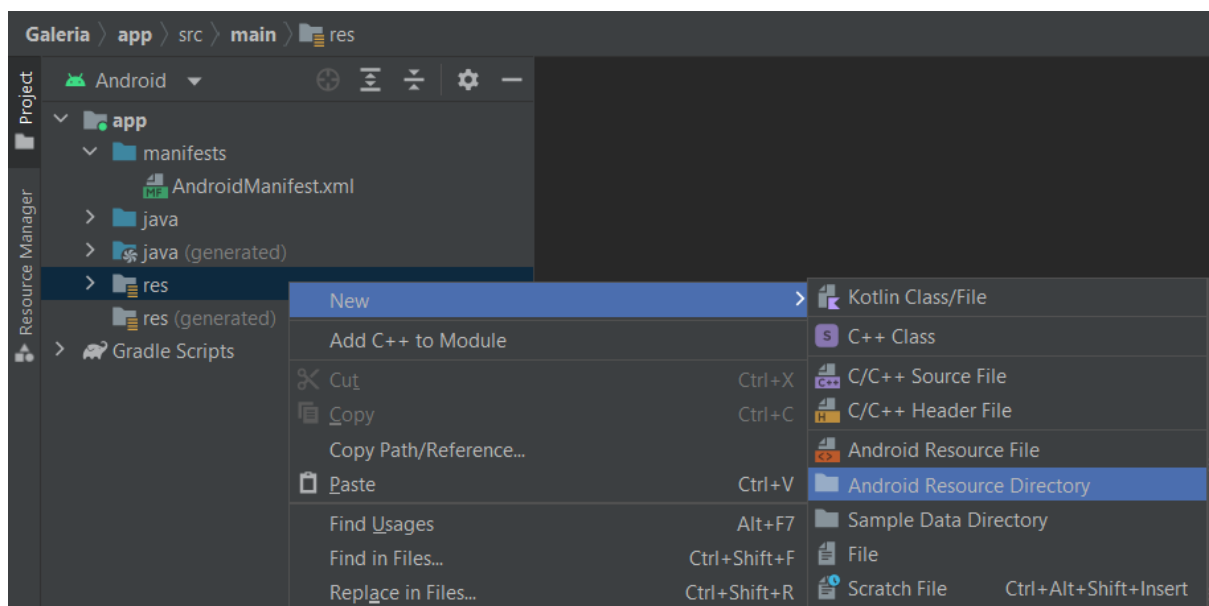 Galeria > app > src > main > res
Project
Resource Manager
Android
app
manifests
MF AndroidManifest.xml
java
java (generated)
res
res (generated)
Gradle Scripts
New
Add C++ to Module
Cut Ctrl+X
Copy Ctrl+C
Copy Path/Reference...
Paste Ctrl+V
Find Usages Alt+F7
Find in Files... Ctrl+Shift+F
Replace in Files... Ctrl+Shift+R
Kotlin Class/File
S C++ Class
C++ C/C++ Source File
H C/C++ Header File
<> Android Resource File
Android Resource Directory
Sample Data Directory
File
Scratch File Ctrl+Alt+Shift+Insert